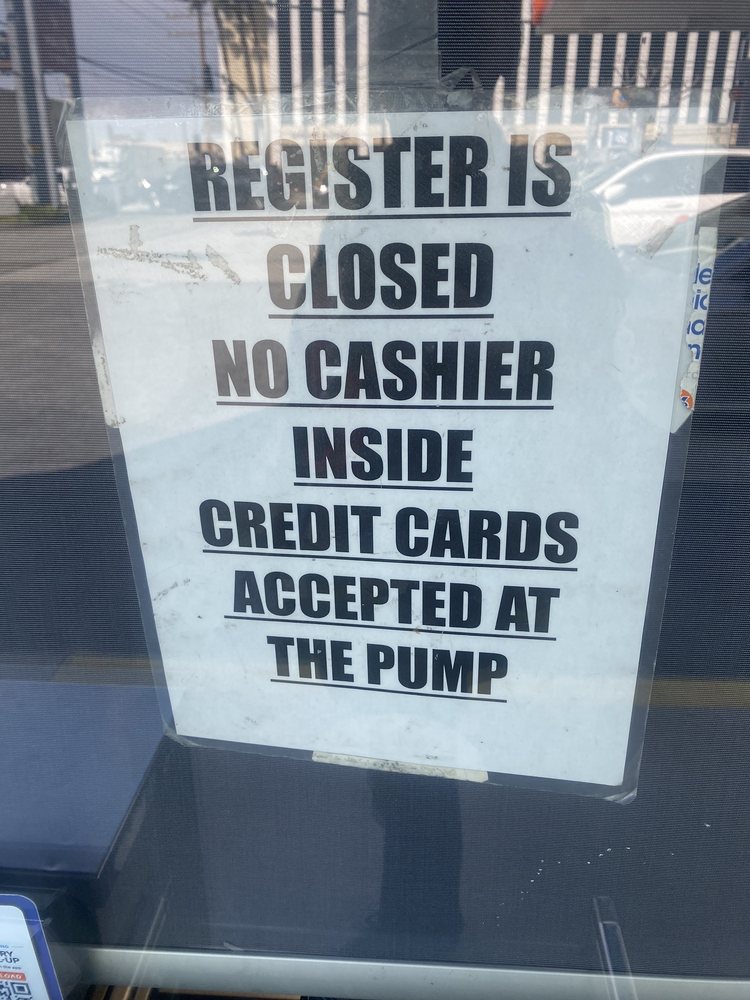 REGISTER IS
CLOSED
NO CASHIER
INSIDE
CREDIT CARDS
ACCEPTED AT
THE PUMP